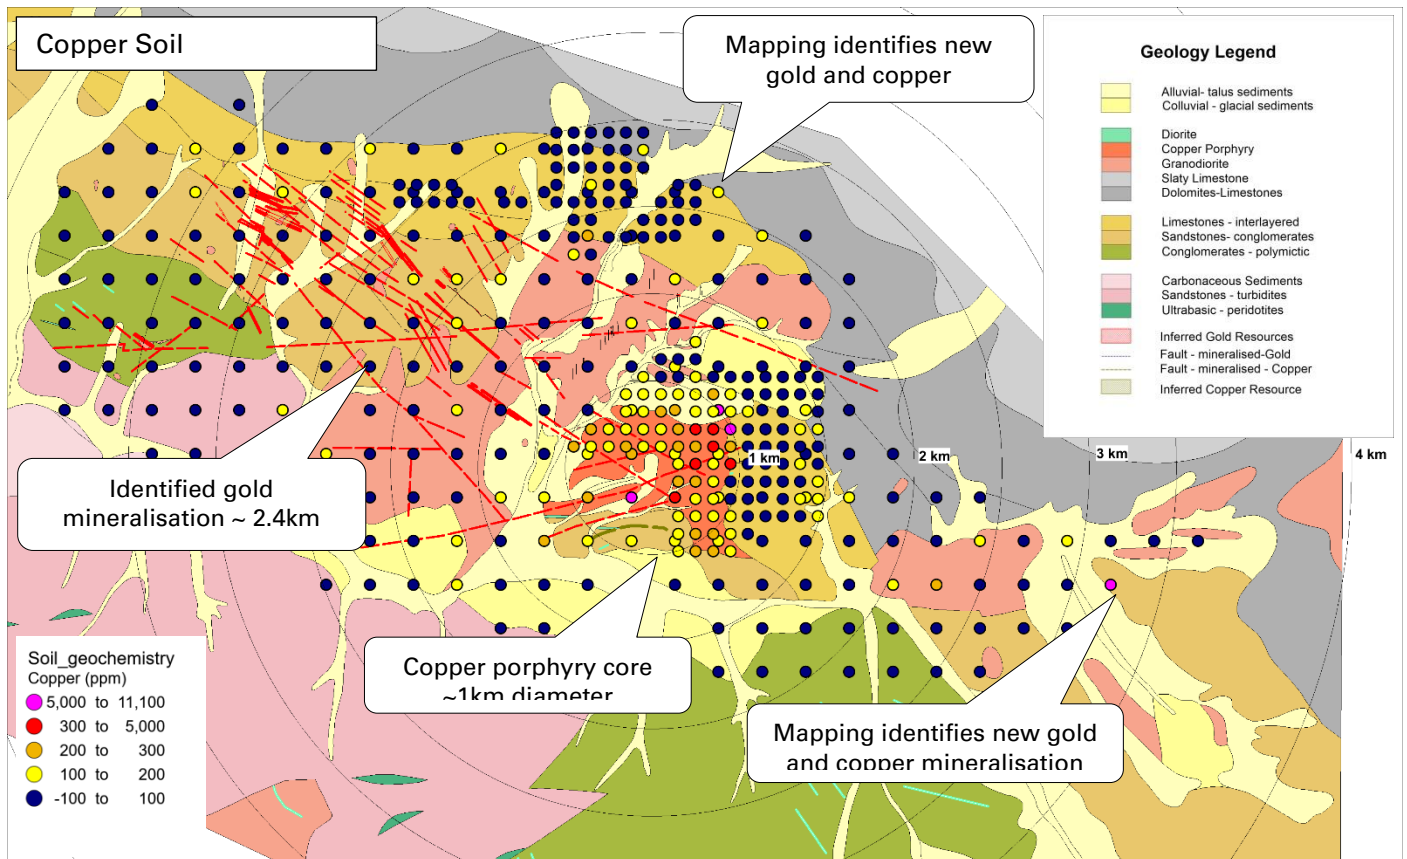 Copper Soil
Mapping identifies new
gold and copper
Geology Legend
Alluvial- talus sediments
Colluvial - glacial sediments
Diorite
Copper Porphyry
Granodiorite
Slaty Limestone
Dolomites-Limestones
Limestones - interlayered
Sandstones- conglomerates
Conglomerates - polymictic
Carbonaceous Sediments
Sandstones - turbidites
Ultrabasic - peridotites
Inferred Gold Resources
Fault - mineralised-Gold
Fault - mineralised - Copper
Inferred Copper Resource
1 km
2 km
3 km
4 km
Identified gold
mineralisation ~ 2.4km
Copper porphyry core
~1km diameter
Mapping identifies new gold
and copper mineralisation
Soil_geochemistry
Copper (ppm)
5,000 to 11,100
300 to 5,000
200 to 300
100 to 200
-100 to 100